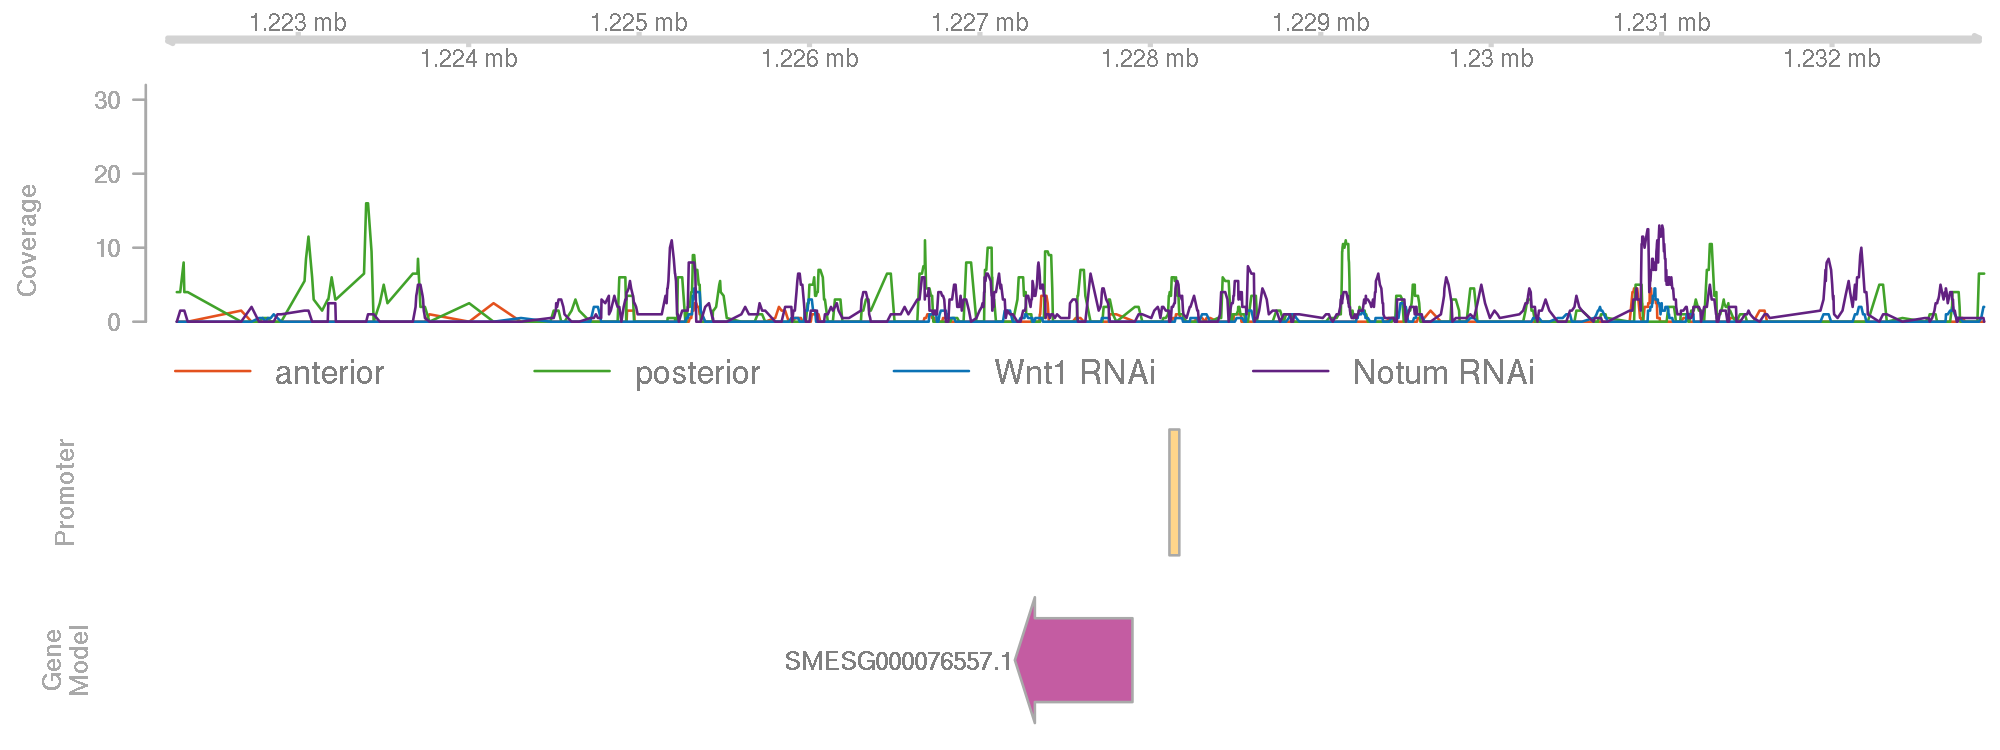 1.223 mb 1.225 mb 1.227 mb 1.229 mb 1.231 mb
1.224 mb 1.226 mb 1.228 mb 1.23 mb 1.232 mb
30
20
10
0
Coverage
anterior posterior Wnt1 RNAi Notum RNAi
Promoter
Gene
Model
SMESG000076557.1